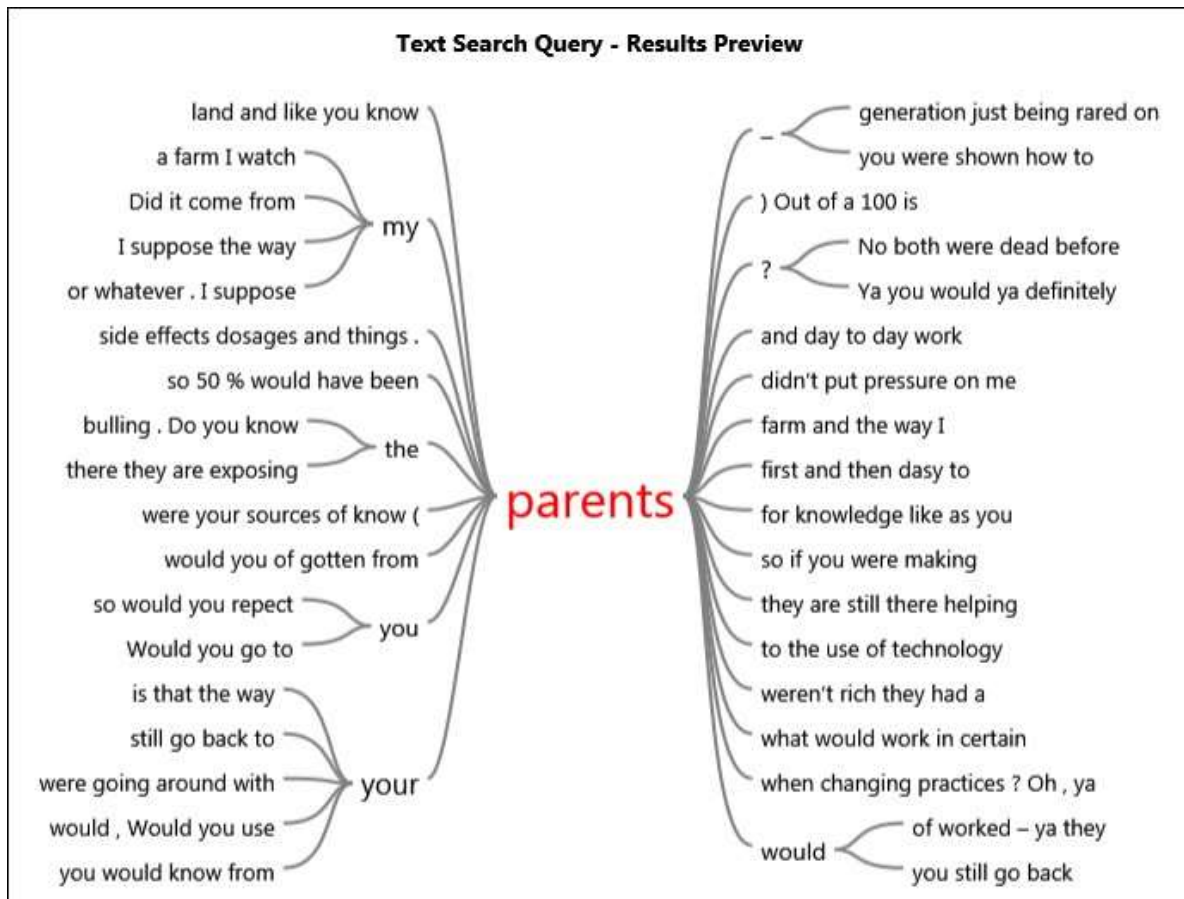 Text Search Query - Results Preview
land and like you know
a farm I watch
Did it come from
I suppose the way
or whatever . I suppose
my
side effects dosages and things .
so 50 % would have been
bulling . Do you know
there they are exposing
the
were your sources of know (
would you of gotten from
so would you repect
Would you go to
you
is that the way
still go back to
were going around with
would , Would you use
you would know from
your
parents
–
generation just being rared on
you were shown how to
) Out of a 100 is
?
No both were dead before
Ya you would ya definitely
and day to day work
didn't put pressure on me
farm and the way I
first and then dasy to
for knowledge like as you
so if you were making
they are still there helping
to the use of technology
weren't rich they had a
what would work in certain
when changing practices ? Oh , ya
would
of worked – ya they
you still go back